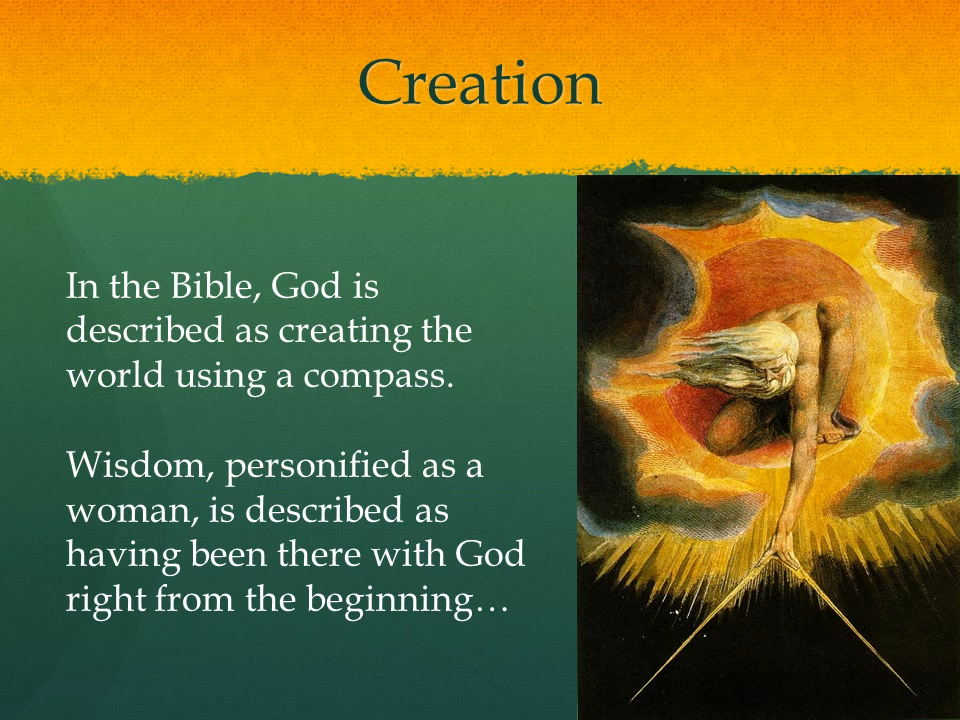 Creation
In the Bible, God is
described as creating the
world using a compass.
Wisdom, personified as a
woman, is described as
having been there with God
right from the beginning…